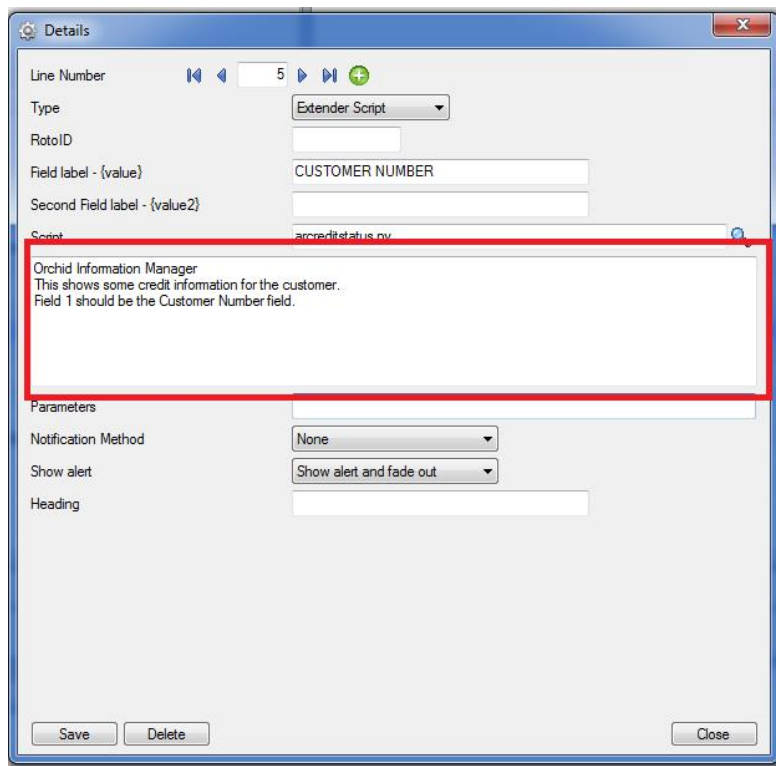 Details
Line Number 5
Type Extender Script
RotoID
Field label - {value} CUSTOMER NUMBER
Second Field label - {value2}
Script arcreditstatus.py
Orchid Information Manager
This shows some credit information for the customer.
Field 1 should be the Customer Number field.
Parameters
Notification Method None
Show alert Show alert and fade out
Heading
Save Delete Close